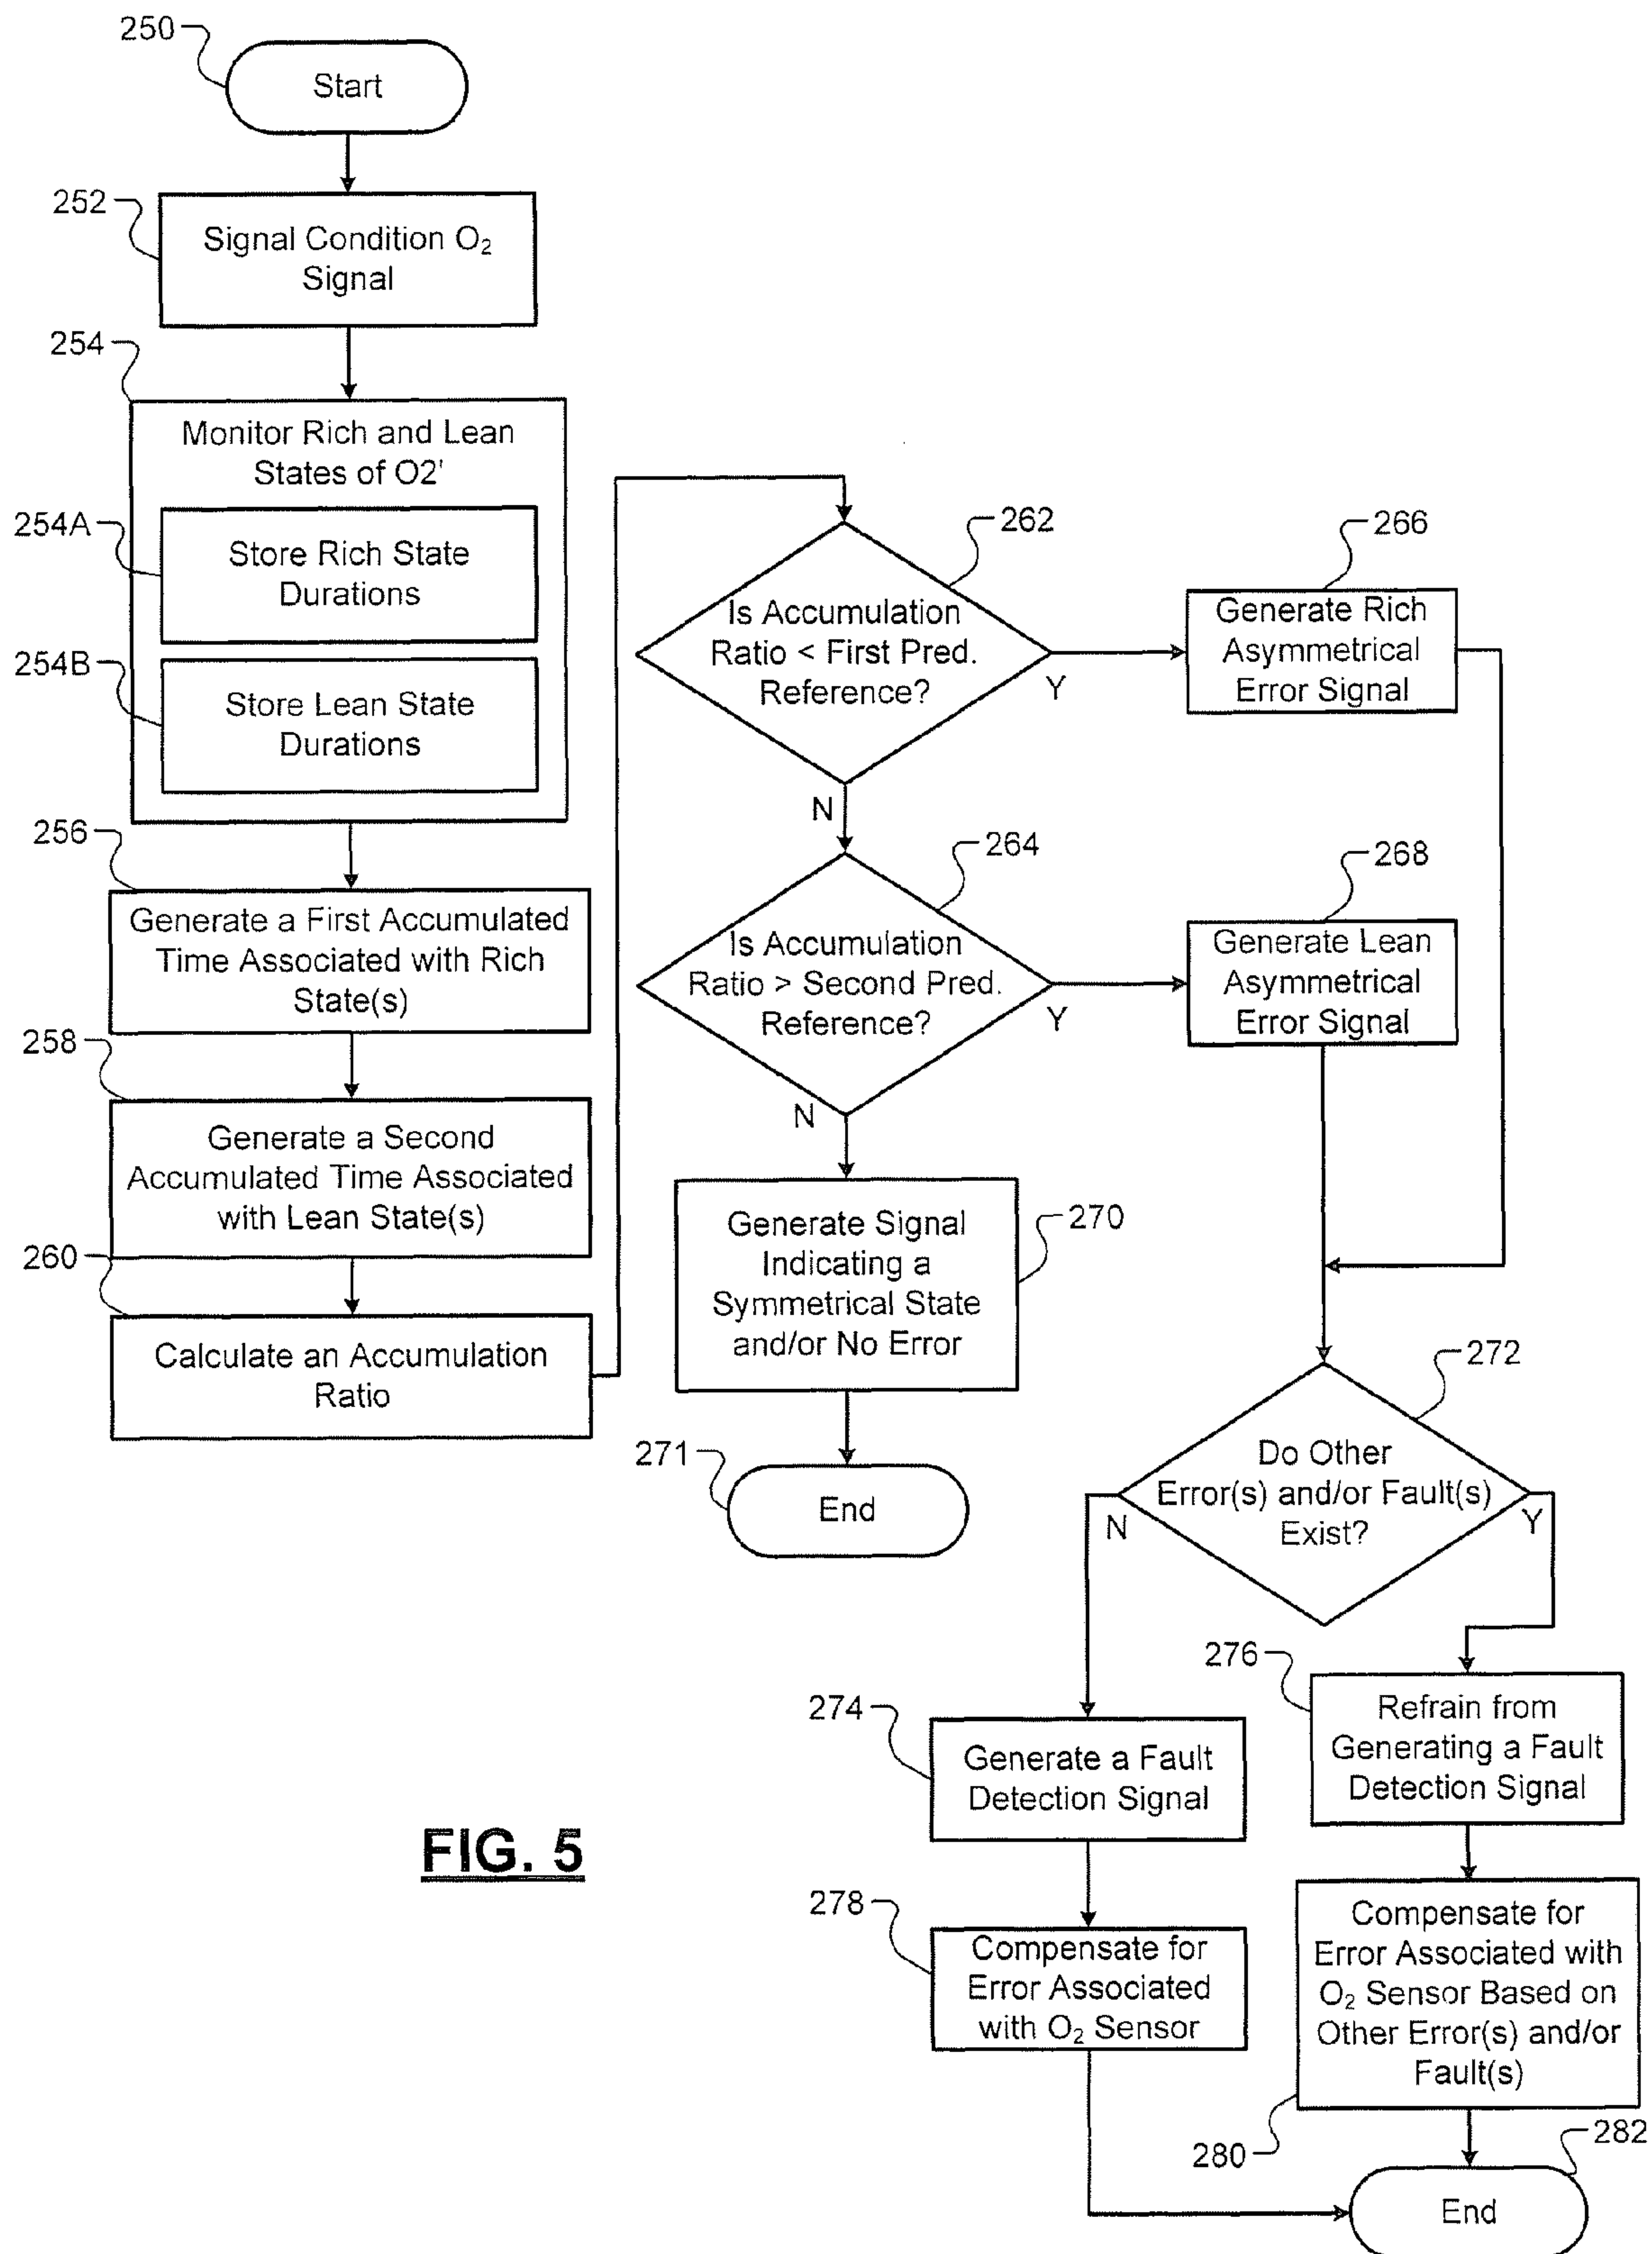 250
Start
252
Signal Condition O₂
Signal
254
Monitor Rich and Lean
States of O2'
254A
Store Rich State
Durations
254B
Store Lean State
Durations
256
Generate a First Accumulated
Time Associated with Rich
State(s)
258
Generate a Second
Accumulated Time Associated
with Lean State(s)
260
Calculate an Accumulation
Ratio
262
Is Accumulation
Ratio < First Pred.
Reference?
Y
N
266
Generate Rich
Asymmetrical
Error Signal
264
Is Accumulation
Ratio > Second Pred.
Reference?
Y
N
268
Generate Lean
Asymmetrical
Error Signal
270
Generate Signal
Indicating a
Symmetrical State
and/or No Error
271
End
272
Do Other
Error(s) and/or Fault(s)
Exist?
N
Y
274
Generate a Fault
Detection Signal
276
Refrain from
Generating a Fault
Detection Signal
278
Compensate for
Error Associated
with O₂ Sensor
280
Compensate for
Error Associated with
O₂ Sensor Based on
Other Error(s) and/or
Fault(s)
282
End
FIG. 5